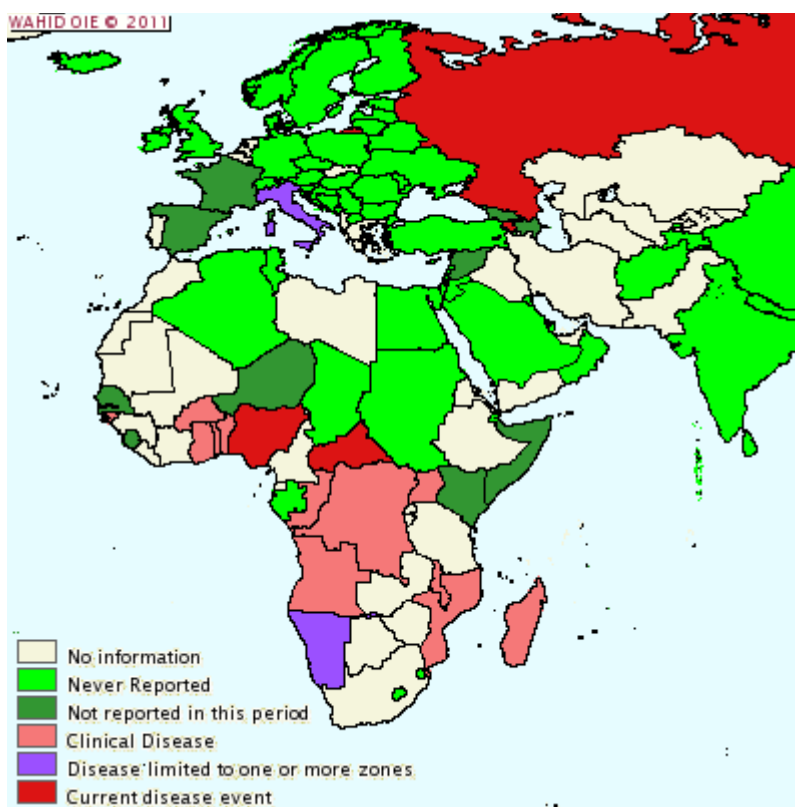 WAHID OIE © 2011
No information
Never Reported
Not reported in this period
Clinical Disease
Disease limited to one or more zones
Current disease event